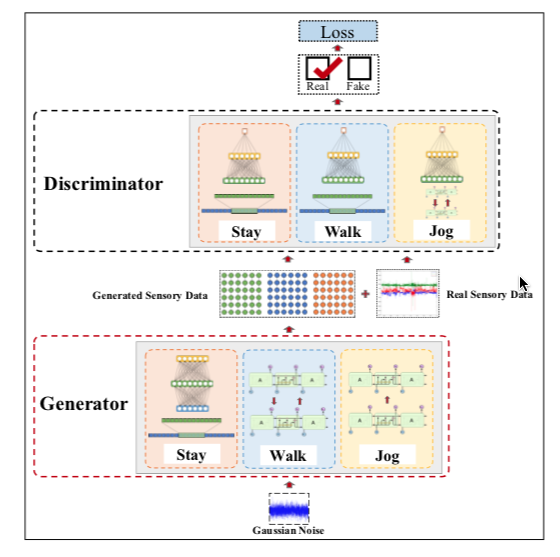 Loss
Real Fake
Discriminator
Stay Walk Jog
Generated Sensory Data + Real Sensory Data
Generator
A A A A
A A A A
Stay Walk Jog
Gaussian Noise